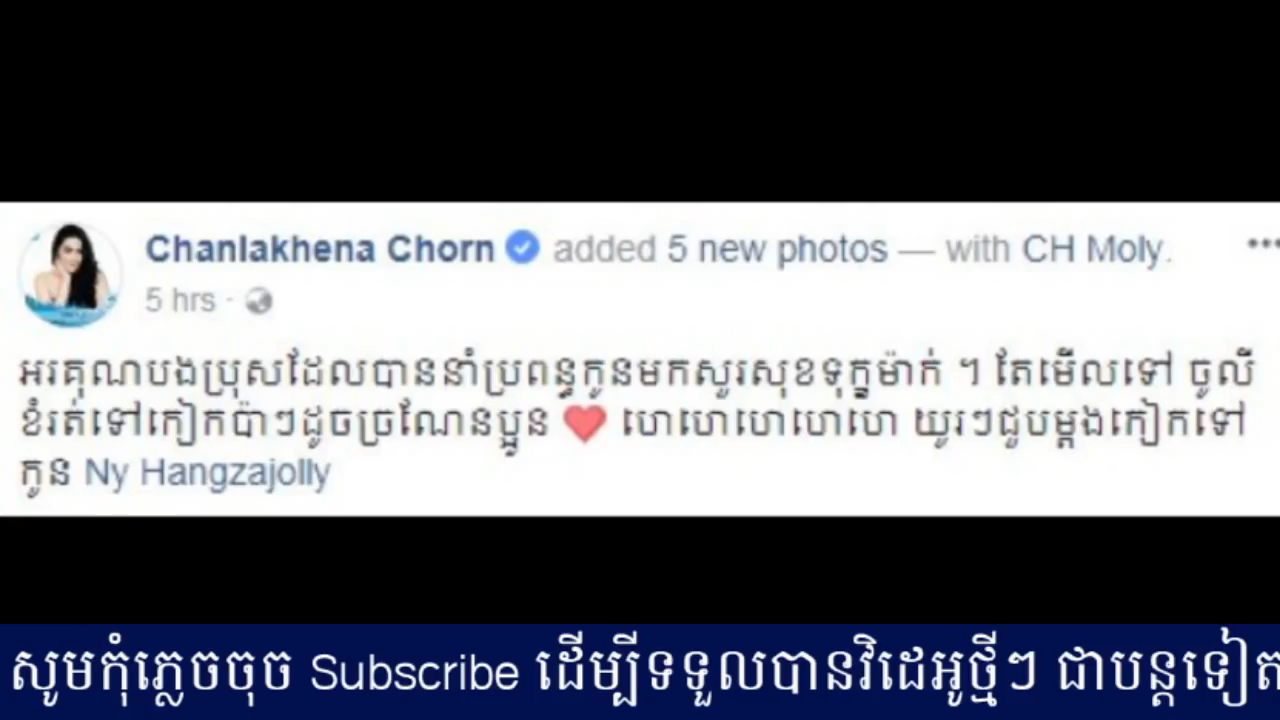 Chanlakhena Chorn added 5 new photos — with CH Moly.
5 hrs ·
អរគុណបងប្រុសដែលបាននាំប្រពន្ធកូនមកសួរសុខទុក្ខម៉ាក់ ។ តែមើលទៅ ចូលី
ខំរត់ទៅកៀកប៉ាៗដូចច្រណែនប្អូន ❤ ហេហេហេហេហេ យូរៗជួបម្ដងកៀកទៅ
កូន Ny Hangzajolly
សូមកុំភ្លេចចុច Subscribe ដើម្បីទទួលបានវិដេអូថ្មីៗ ជាបន្តទៀត